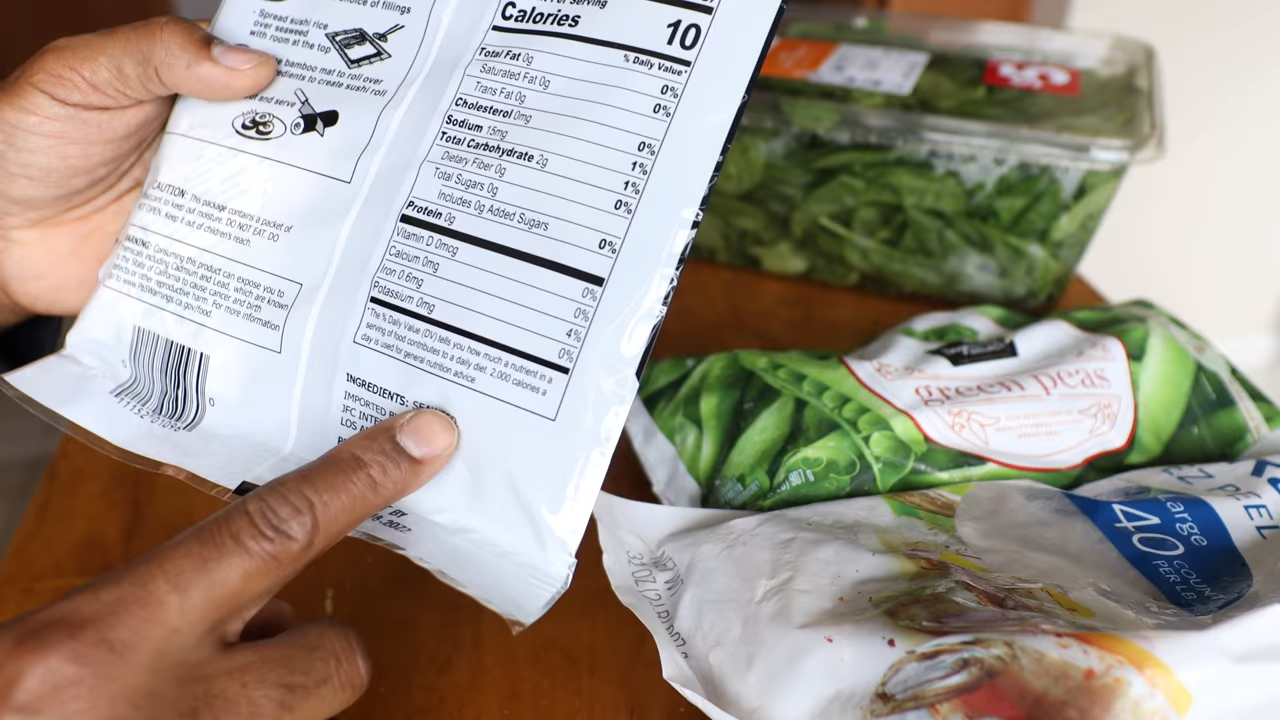 choice of fillings
- Spread sushi rice
over seaweed
with room at the top
bamboo mat to roll over
to create sushi roll
and serve
CAUTION: This package contains a packet of
to keep out moisture. DO NOT EAT. DO
NOT OPEN. Keep it out of children's reach.
WARNING: Consuming this product can expose you to
chemicals including Cadmium and Lead, which are known
to the State of California to cause cancer and birth
defects or other reproductive harm. For more information
go to www.P65Warnings.ca.gov/food.
Per Serving
Calories 10
% Daily Value*
Total Fat 0g 0%
Saturated Fat 0g 0%
Trans Fat 0g
Cholesterol 0mg 0%
Sodium 15mg 1%
Total Carbohydrate 2g 1%
Dietary Fiber 0g 0%
Total Sugars 0g
Includes 0g Added Sugars 0%
Protein 0g
Vitamin D 0mcg 0%
Calcium 0mg 0%
Iron 0.6mg 4%
Potassium 0mg 0%
*The % Daily Value (DV) tells you how much a nutrient in a
serving of food contributes to a daily diet. 2,000 calories a
day is used for general nutrition advice.
INGREDIENTS:
IMPORTED
JFC
LOS
BY
2022
green peas
EZ PEEL
Large
40
COUNT
PER LB